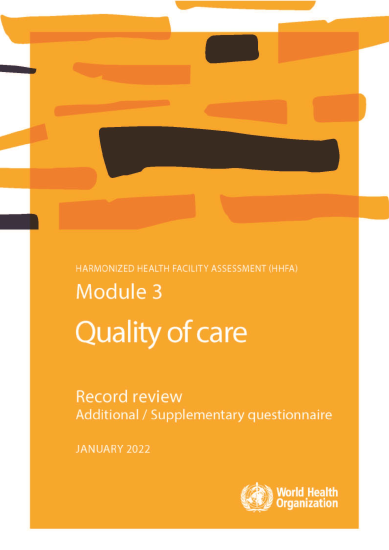 HARMONIZED HEALTH FACILITY ASSESSMENT (HHFA)
Module 3
Quality of care
Record review
Additional / Supplementary questionnaire
JANUARY 2022
World Health
Organization